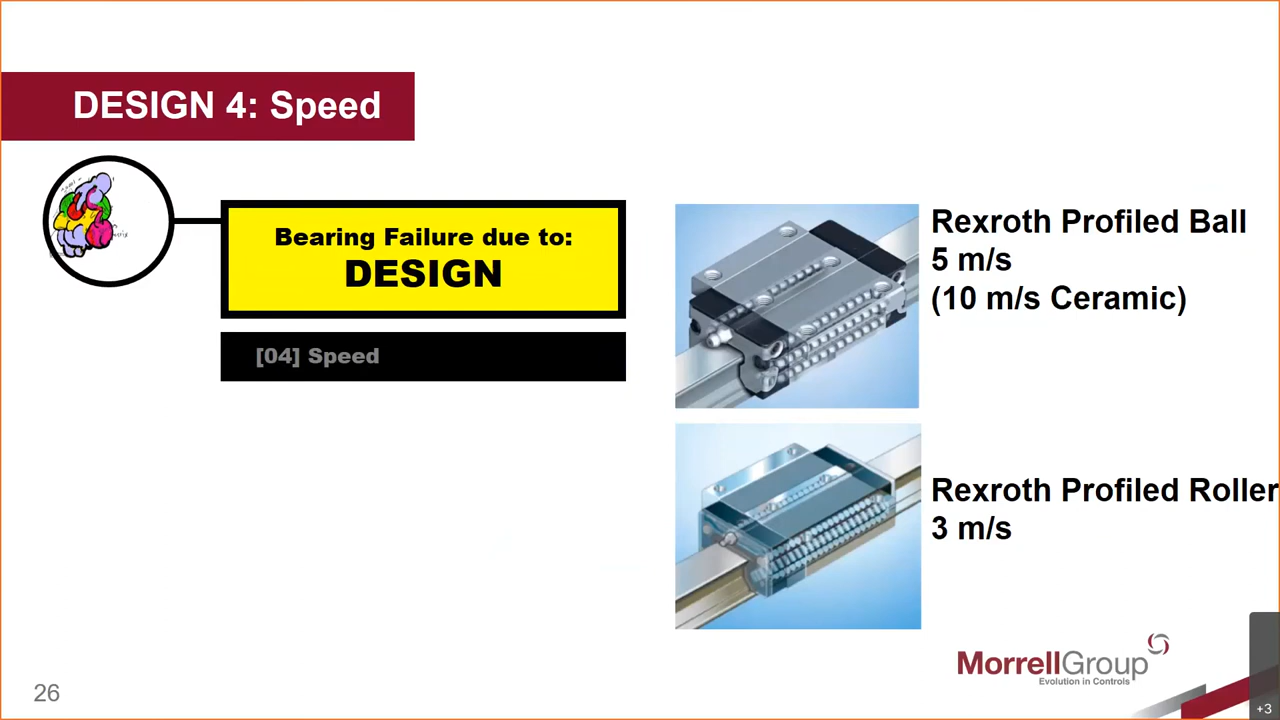 DESIGN 4: Speed
Bearing Failure due to:
DESIGN
[04] Speed
Rexroth Profiled Ball
5 m/s
(10 m/s Ceramic)
Rexroth Profiled Roller
3 m/s
MorrellGroup
Evolution in Controls
26
+3